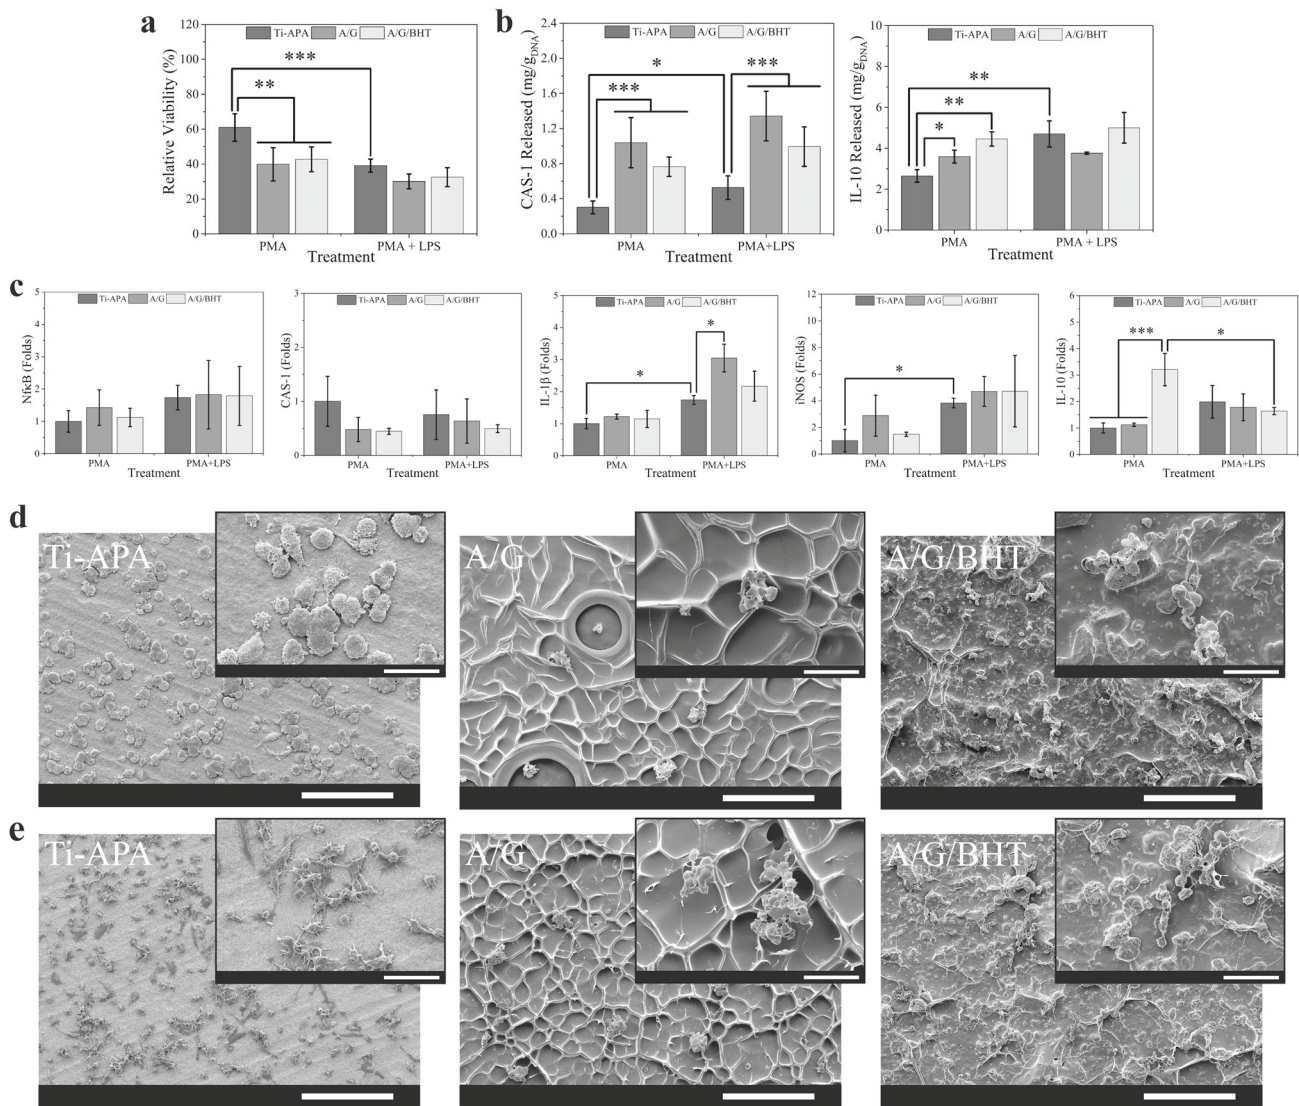 a
Ti-APA A/G A/G/BHT
Relative Viability (%)
120
100
80
60
40
20
0
***
**
PMA PMA + LPS
Treatment
b
Ti-APA A/G A/G/BHT
CAS-1 Released (mg/gDNA)
2.4
2.0
1.6
1.2
0.8
0.4
0.0
*
***
***
PMA PMA+LPS
Treatment
Ti-APA A/G A/G/BHT
IL-10 Released (mg/gDNA)
10
8
6
4
2
0
**
**
*
PMA PMA + LPS
Treatment
c
Ti-APA A/G A/G/BHT
NfκB (Folds)
5
4
3
2
1
0
PMA PMA+LPS
Treatment
Ti-APA A/G A/G/BHT
CAS-1 (Folds)
3
2
1
0
PMA PMA+LPS
Treatment
Ti-APA A/G A/G/BHT
IL-1β (Folds)
5
4
3
2
1
0
*
*
PMA PMA+LPS
Treatment
Ti-APA A/G A/G/BHT
iNOS (Folds)
12
10
8
6
4
2
0
*
PMA PMA+LPS
Treatment
Ti-APA A/G A/G/BHT
IL-10 (Folds)
6
5
4
3
2
1
0
***
*
PMA PMA+LPS
Treatment
d
Ti-APA
A/G
A/G/BHT
e
Ti-APA
A/G
A/G/BHT